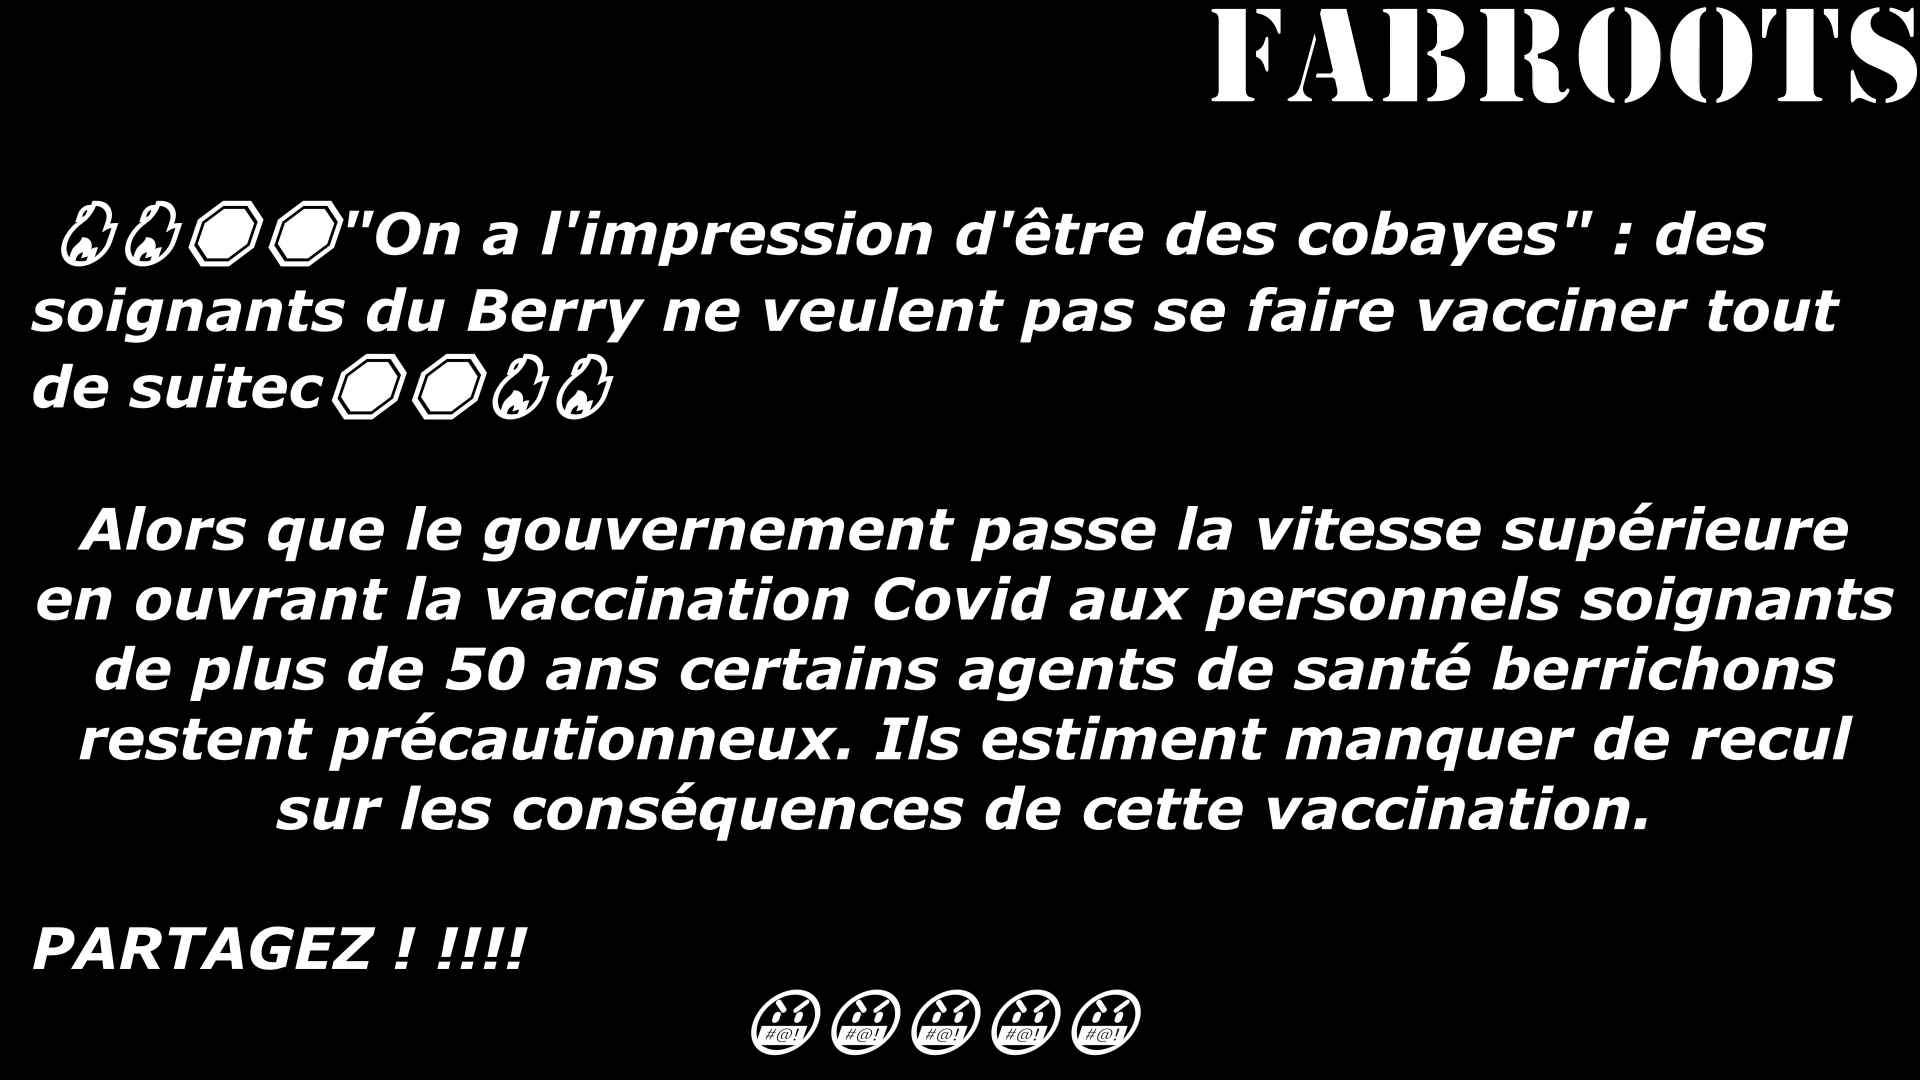 FABROOTS
🔥🔥🛑🛑"On a l'impression d'être des cobayes" : des
soignants du Berry ne veulent pas se faire vacciner tout
de suitec🛑🛑🔥🔥
Alors que le gouvernement passe la vitesse supérieure
en ouvrant la vaccination Covid aux personnels soignants
de plus de 50 ans certains agents de santé berrichons
restent précautionneux. Ils estiment manquer de recul
sur les conséquences de cette vaccination.
PARTAGEZ ! !!!!
🤬🤬🤬🤬🤬